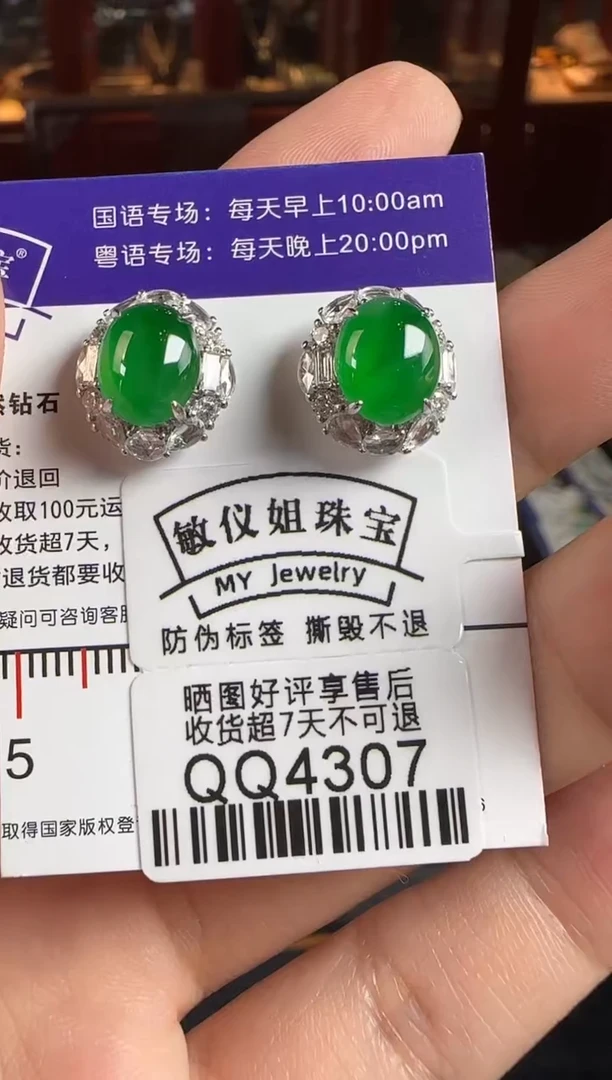 国语专场：每天早上10:00am
粤语专场：每天晚上20:00pm
宝®
然钻石
货：
价退回
收取100元运
收货超7天，
退货都要收
疑问可咨询客服
敏仪姐珠宝
MY Jewelry
防伪标签 撕毁不退
晒图好评享售后
收货超7天不可退
QQ4307
5
取得国家版权登
6